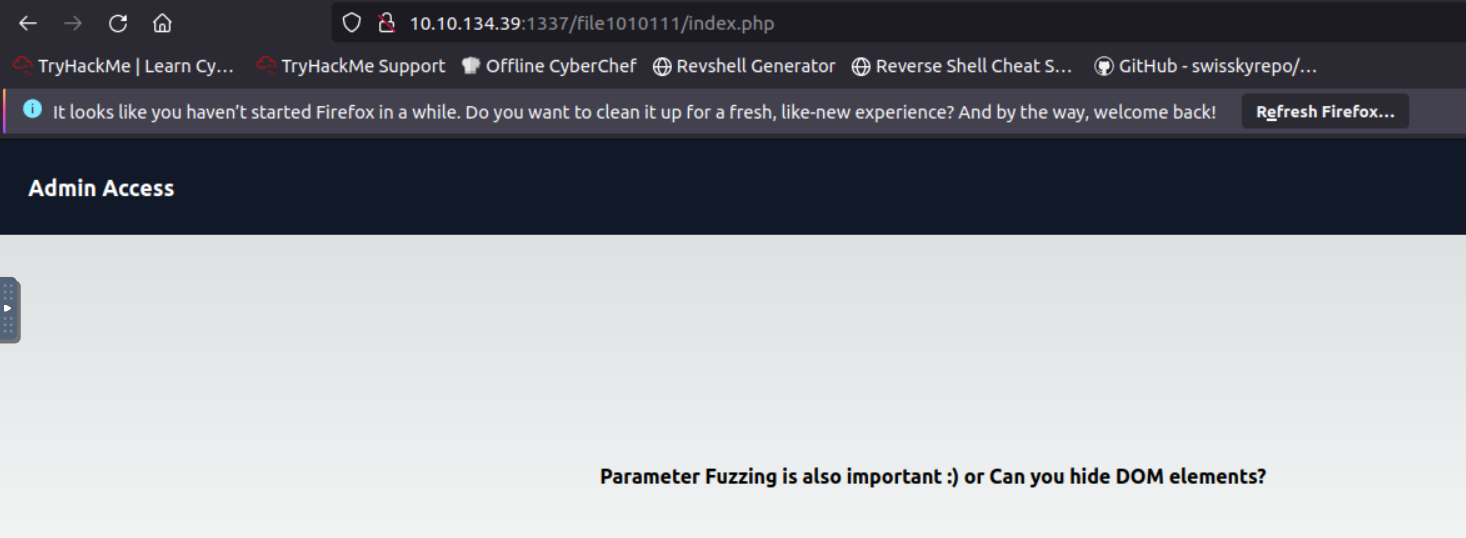 10.10.134.39:1337/file1010111/index.php
TryHackMe | Learn Cy... TryHackMe Support Offline CyberChef Revshell Generator Reverse Shell Cheat S... GitHub - swisskyrepo/...
It looks like you haven't started Firefox in a while. Do you want to clean it up for a fresh, like-new experience? And by the way, welcome back! Refresh Firefox...
Admin Access
Parameter Fuzzing is also important :) or Can you hide DOM elements?